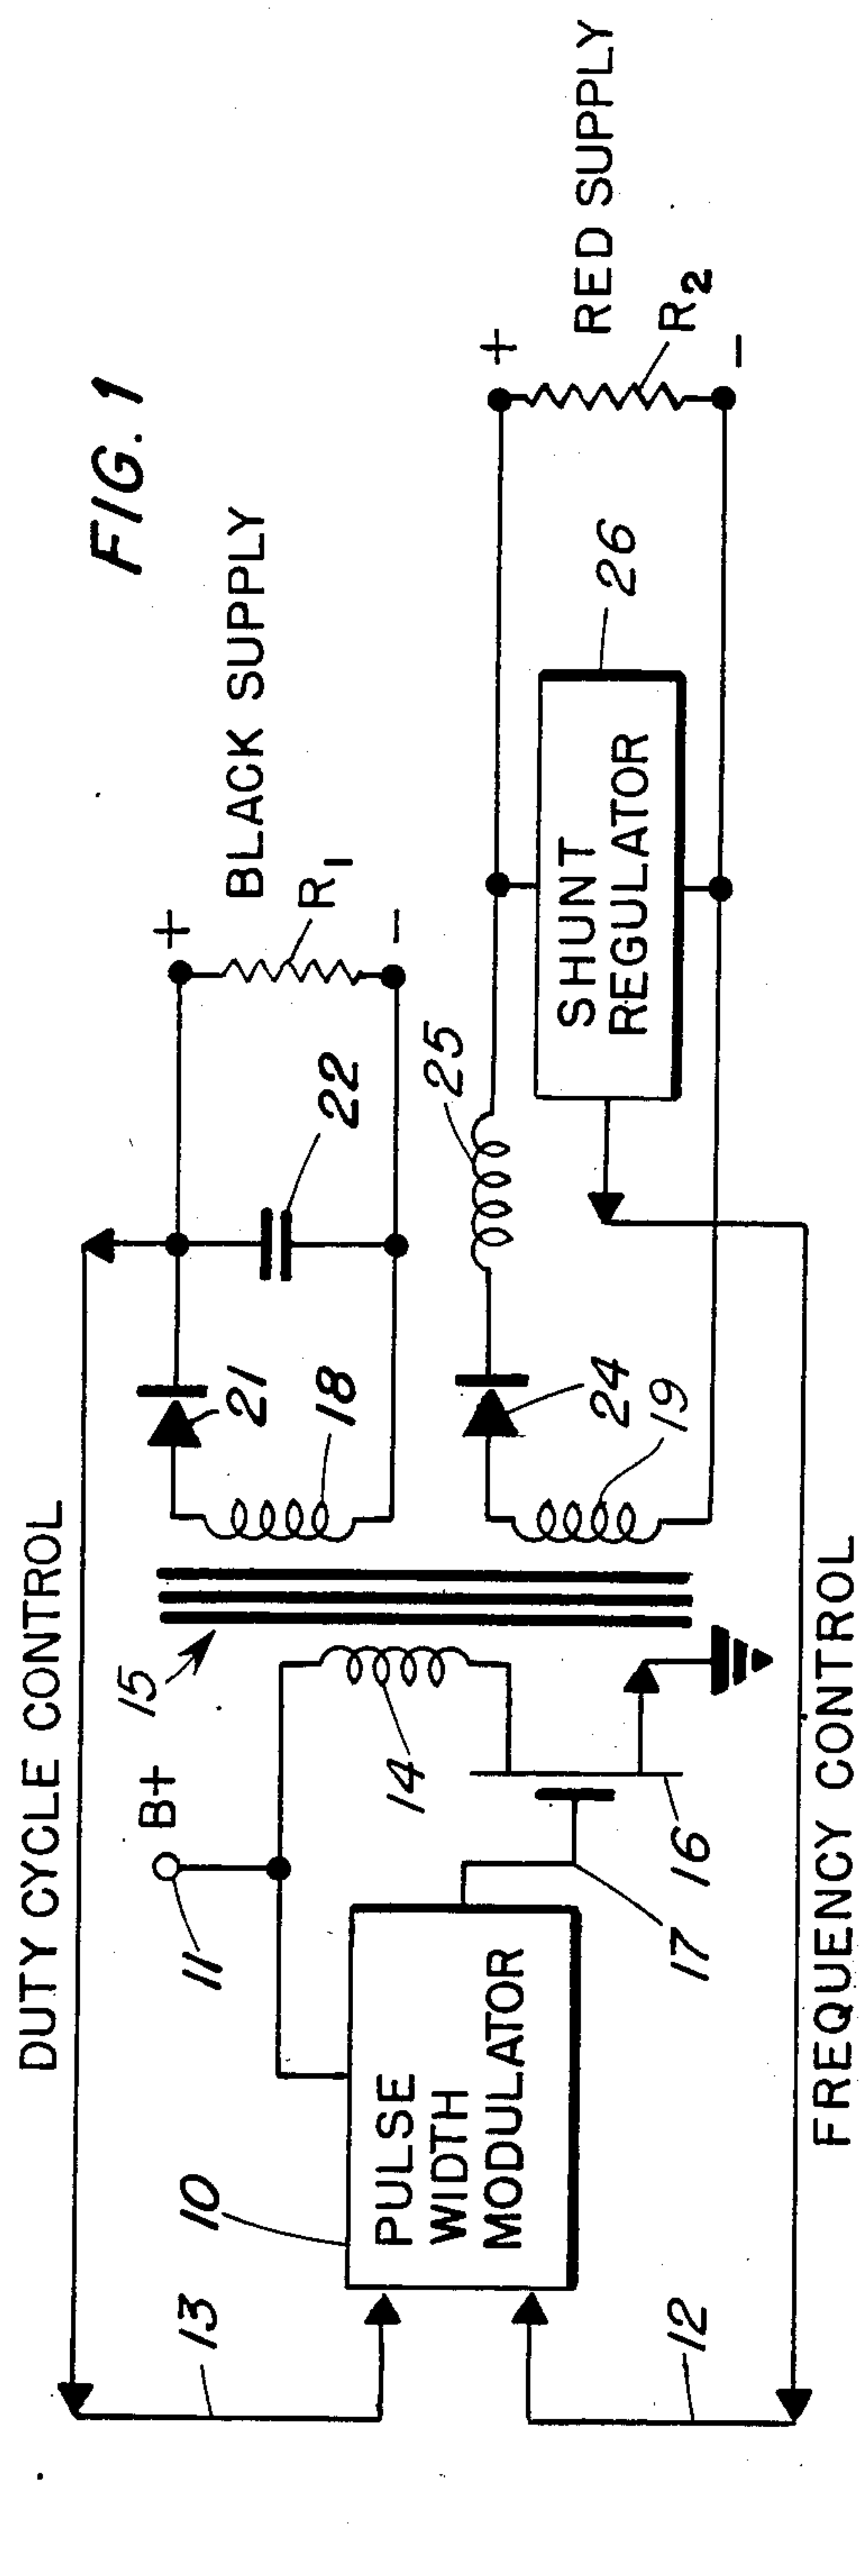 FIG. 1
DUTY CYCLE CONTROL
13
10
PULSE
WIDTH
MODULATOR
11
B+
15
14
16
17
12
FREQUENCY CONTROL
21
18
22
+
R1
-
BLACK SUPPLY
24
19
25
SHUNT
REGULATOR
26
+
R2
-
RED SUPPLY